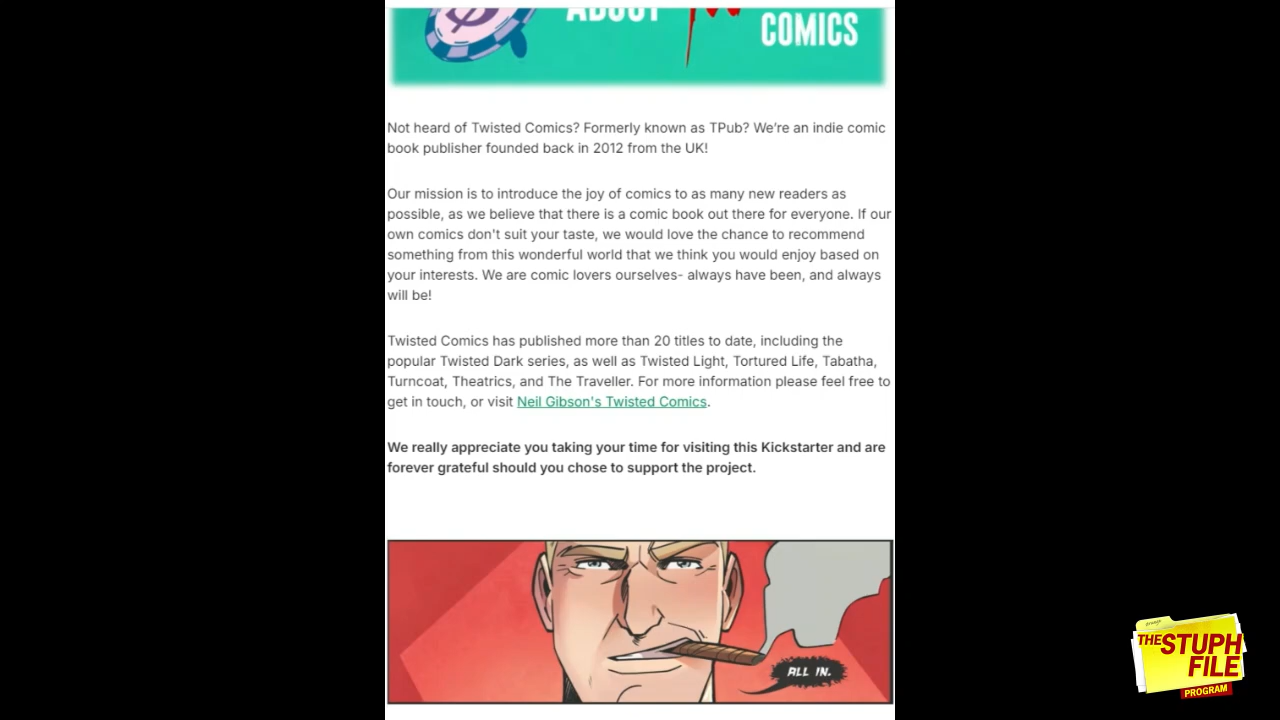 ABOUT
COMICS
Not heard of Twisted Comics? Formerly known as TPub? We're an indie comic
book publisher founded back in 2012 from the UK!
Our mission is to introduce the joy of comics to as many new readers as
possible, as we believe that there is a comic book out there for everyone. If our
own comics don't suit your taste, we would love the chance to recommend
something from this wonderful world that we think you would enjoy based on
your interests. We are comic lovers ourselves- always have been, and always
will be!
Twisted Comics has published more than 20 titles to date, including the
popular Twisted Dark series, as well as Twisted Light, Tortured Life, Tabatha,
Turncoat, Theatrics, and The Traveller. For more information please feel free to
get in touch, or visit Neil Gibson's Twisted Comics.
We really appreciate you taking your time for visiting this Kickstarter and are
forever grateful should you chose to support the project.
ALL IN.
THE STUPH
FILE
PROGRAM